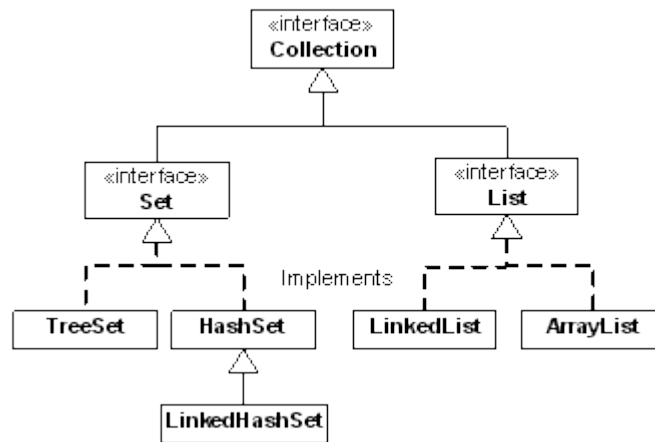 «interface»
Collection
«interface»
Set
«interface»
List
Implements
TreeSet
HashSet
LinkedList
ArrayList
LinkedHashSet